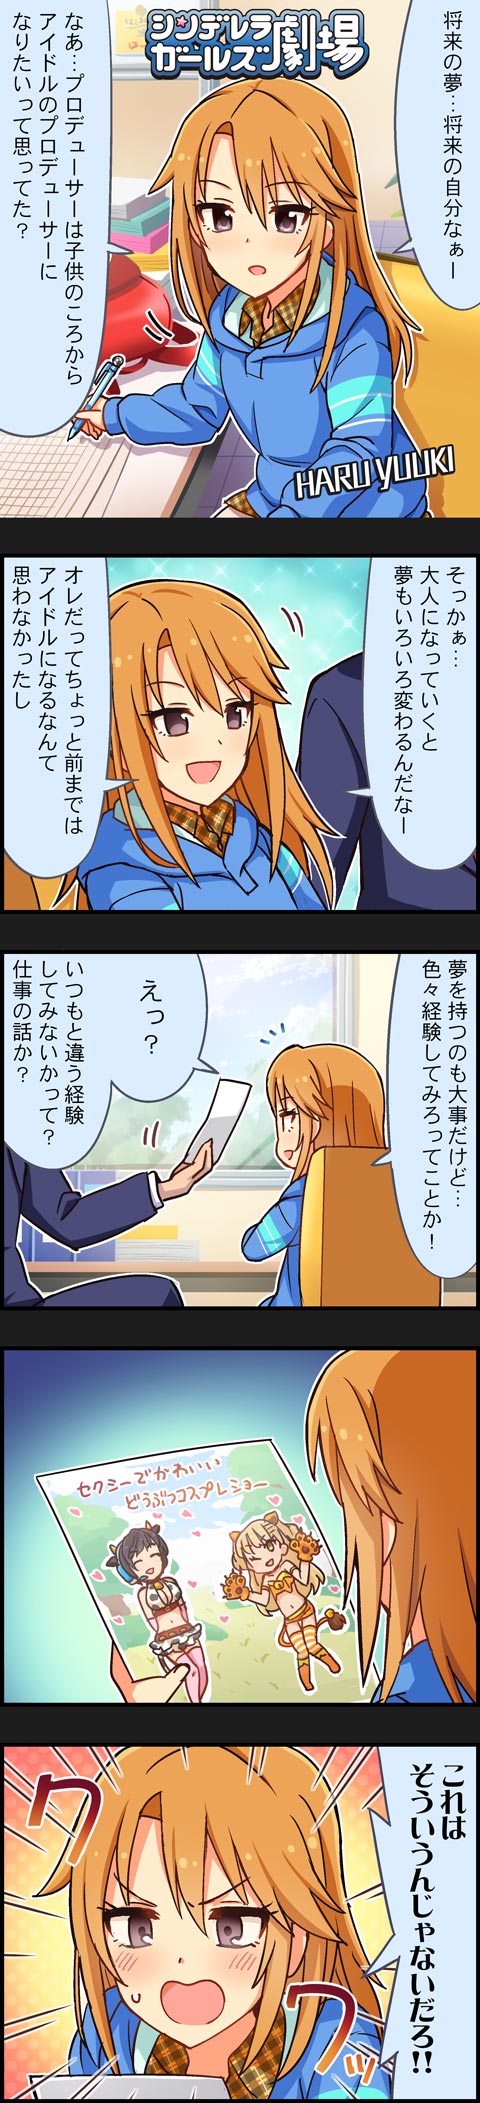 シンデレラ
ガールズ劇場
将来の夢…将来の自分なぁー
なあ…プロデューサーは子供のころから
アイドルのプロデューサーに
なりたいって思ってた？
HARU YUUKI
そっかぁ…
大人になっていくと
夢もいろいろ変わるんだなー
オレだってちょっと前までは
アイドルになるなんて
思わなかったし
夢を持つのも大事だけど…
色々経験してみろってことか！
えっ？
いつもと違う経験
してみないかって？
仕事の話か？
セクシーでかわいい
どうぶつコスプレショー
これは
そういうんじゃないだろ!!
クワッ